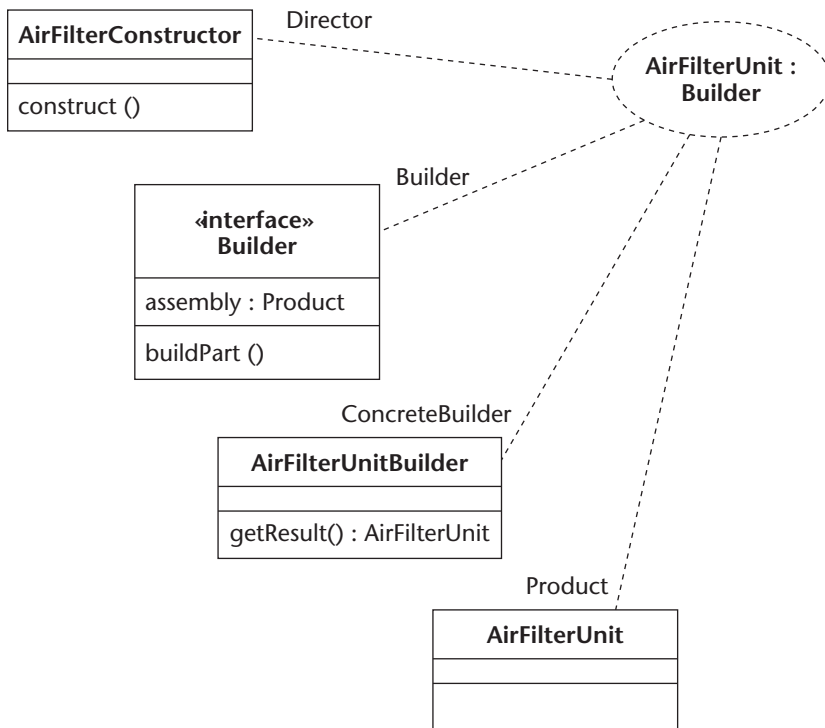 Director
AirFilterConstructor
construct ()
AirFilterUnit :
Builder
Builder
«interface»
Builder
assembly : Product
buildPart ()
ConcreteBuilder
AirFilterUnitBuilder
getResult() : AirFilterUnit
Product
AirFilterUnit